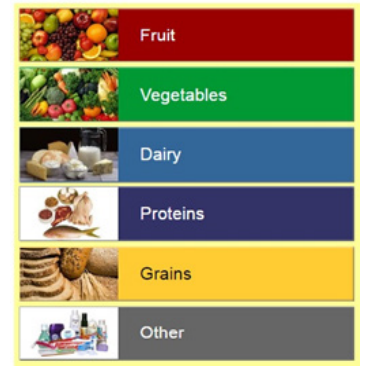 Fruit
Vegetables
Dairy
Proteins
Grains
Other